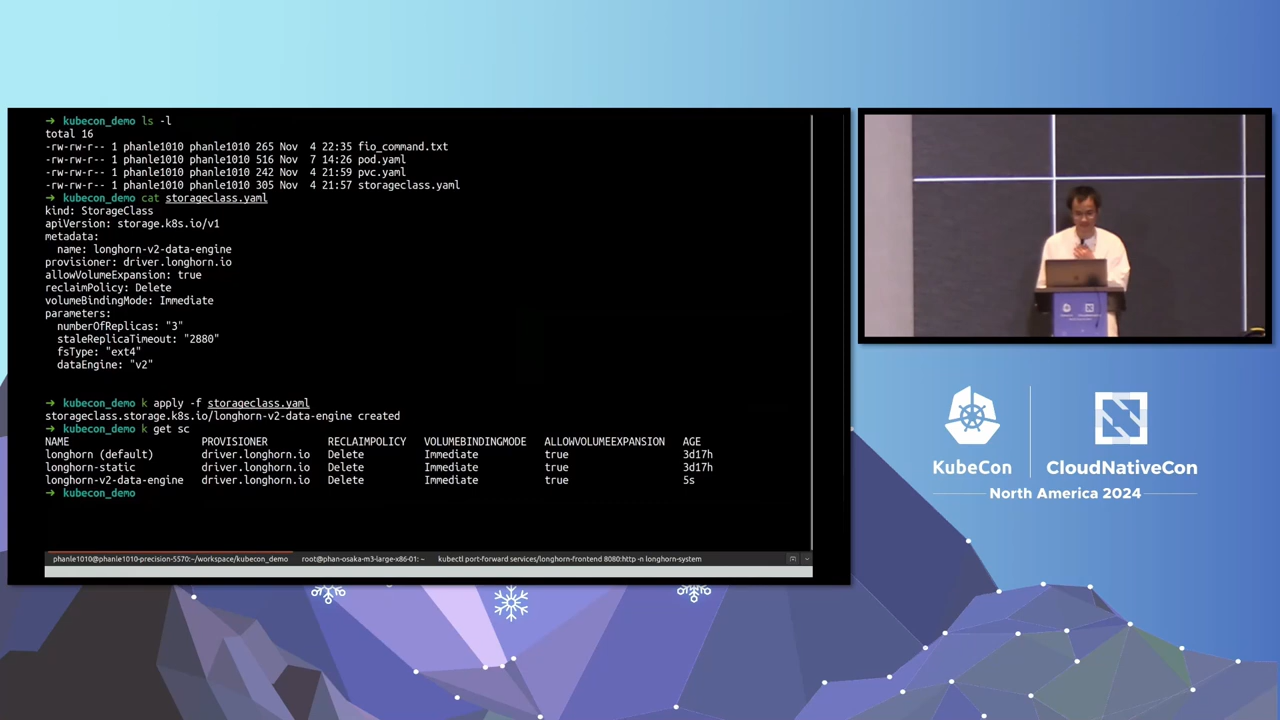 ➜ kubecon_demo ls -l
total 16
-rw-rw-r-- 1 phanle1010 phanle1010 265 Nov  4 22:35 fio_command.txt
-rw-rw-r-- 1 phanle1010 phanle1010 516 Nov  7 14:26 pod.yaml
-rw-rw-r-- 1 phanle1010 phanle1010 242 Nov  4 21:59 pvc.yaml
-rw-rw-r-- 1 phanle1010 phanle1010 305 Nov  4 21:57 storageclass.yaml
➜ kubecon_demo cat storageclass.yaml
kind: StorageClass
apiVersion: storage.k8s.io/v1
metadata:
  name: longhorn-v2-data-engine
provisioner: driver.longhorn.io
allowVolumeExpansion: true
reclaimPolicy: Delete
volumeBindingMode: Immediate
parameters:
  numberOfReplicas: "3"
  staleReplicaTimeout: "2880"
  fsType: "ext4"
  dataEngine: "v2"
➜ kubecon_demo k apply -f storageclass.yaml
storageclass.storage.k8s.io/longhorn-v2-data-engine created
➜ kubecon_demo k get sc
NAME PROVISIONER RECLAIMPOLICY VOLUMEBINDINGMODE ALLOWVOLUMEEXPANSION AGE
longhorn (default) driver.longhorn.io Delete Immediate true 3d17h
longhorn-static driver.longhorn.io Delete Immediate true 3d17h
longhorn-v2-data-engine driver.longhorn.io Delete Immediate true 5s
➜ kubecon_demo
phanle1010@phanle1010-precision-5570:~/workspace/kubecon_demo root@phan-osaka-m3-large-x86-01: ~ kubectl port-forward services/longhorn-frontend 8080:http -n longhorn-system
KubeCon CloudNativeCon
North America 2024